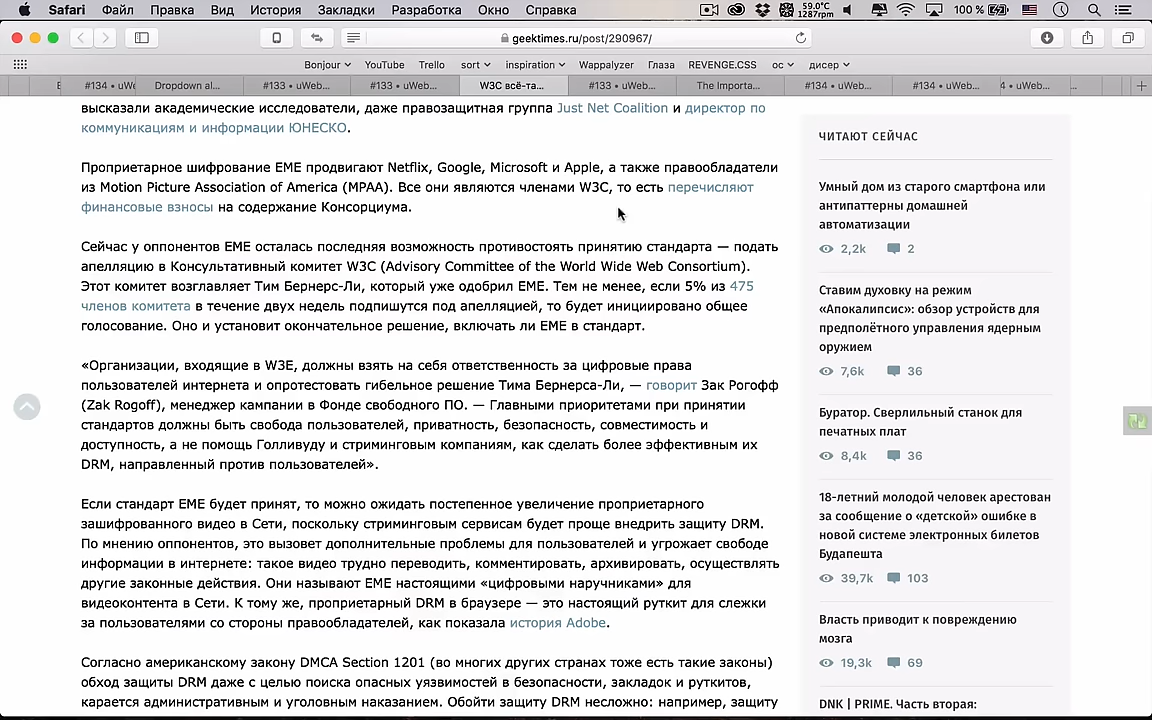 Safari Файл Правка Вид История Закладки Разработка Окно Справка 59.0°C 1287rpm 100 %
geektimes.ru/post/290967/
Bonjour YouTube Trello sort inspiration Wappalyzer Глаза REVENGE.CSS ос дисер
#134 • uWe Dropdown al... #133 • uWeb... #133 • uWeb... W3C всё-та... #133 • uWeb... The Importa... #134 • uWeb... #134 • uWeb... 4 • uWeb...
высказали академические исследователи, даже правозащитная группа Just Net Coalition и директор по
коммуникациям и информации ЮНЕСКО.
Проприетарное шифрование EME продвигают Netflix, Google, Microsoft и Apple, а также правообладатели
из Motion Picture Association of America (MPAA). Все они являются членами W3C, то есть перечисляют
финансовые взносы на содержание Консорциума.
Сейчас у оппонентов EME осталась последняя возможность противостоять принятию стандарта — подать
апелляцию в Консультативный комитет W3C (Advisory Committee of the World Wide Web Consortium).
Этот комитет возглавляет Тим Бернерс-Ли, который уже одобрил EME. Тем не менее, если 5% из 475
членов комитета в течение двух недель подпишутся под апелляцией, то будет инициировано общее
голосование. Оно и установит окончательное решение, включать ли EME в стандарт.
«Организации, входящие в W3E, должны взять на себя ответственность за цифровые права
пользователей интернета и опротестовать гибельное решение Тима Бернерса-Ли, — говорит Зак Рогофф
(Zak Rogoff), менеджер кампании в Фонде свободного ПО. — Главными приоритетами при принятии
стандартов должны быть свобода пользователей, приватность, безопасность, совместимость и
доступность, а не помощь Голливуду и стриминговым компаниям, как сделать более эффективным их
DRM, направленный против пользователей».
Если стандарт EME будет принят, то можно ожидать постепенное увеличение проприетарного
зашифрованного видео в Сети, поскольку стриминговым сервисам будет проще внедрить защиту DRM.
По мнению оппонентов, это вызовет дополнительные проблемы для пользователей и угрожает свободе
информации в интернете: такое видео трудно переводить, комментировать, архивировать, осуществлять
другие законные действия. Они называют EME настоящими «цифровыми наручниками» для
видеоконтента в Сети. К тому же, проприетарный DRM в браузере — это настоящий руткит для слежки
за пользователями со стороны правообладателей, как показала история Adobe.
Согласно американскому закону DMCA Section 1201 (во многих других странах тоже есть такие законы)
обход защиты DRM даже с целью поиска опасных уязвимостей в безопасности, закладок и руткитов,
карается административным и уголовным наказанием. Обойти защиту DRM несложно: например, защиту
ЧИТАЮТ СЕЙЧАС
Умный дом из старого смартфона или
антипаттерны домашней
автоматизации
2,2k 2
Ставим духовку на режим
«Апокалипсис»: обзор устройств для
предполётного управления ядерным
оружием
7,6k 36
Буратор. Сверлильный станок для
печатных плат
8,4k 36
18-летний молодой человек арестован
за сообщение о «детской» ошибке в
новой системе электронных билетов
Будапешта
39,7k 103
Власть приводит к повреждению
мозга
19,3k 69
DNK | PRIME. Часть вторая: